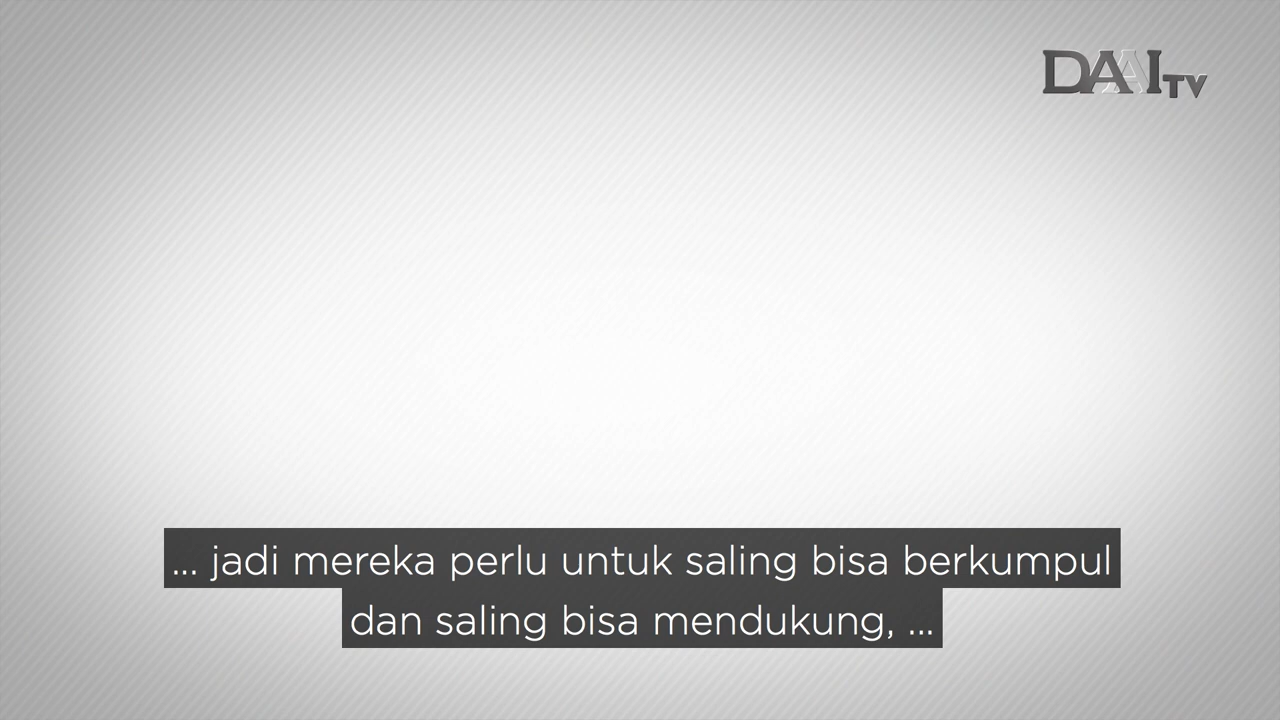 DAAI TV
... jadi mereka perlu untuk saling bisa berkumpul
dan saling bisa mendukung, ...